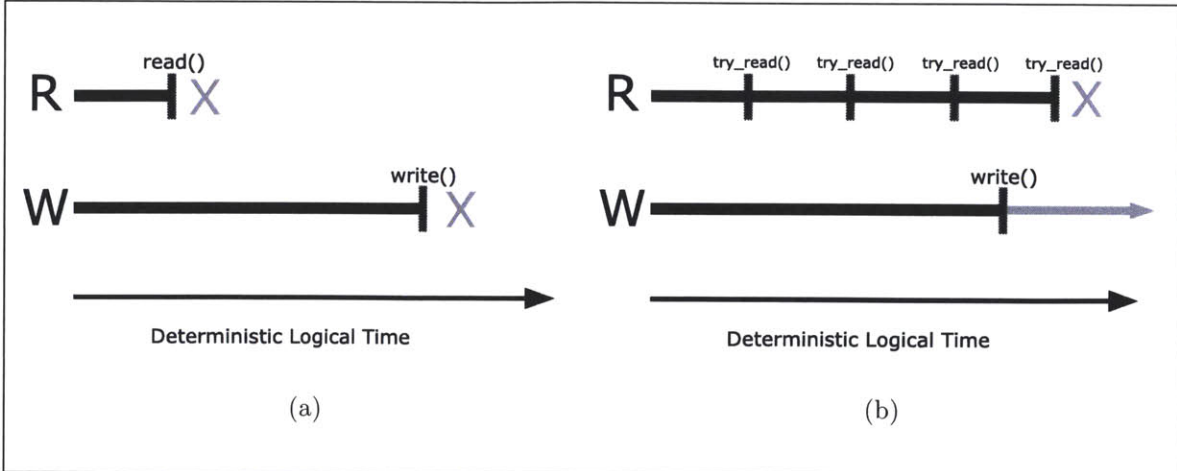 read()
R X
write()
W X
Deterministic Logical Time
(a)
try_read() try_read() try_read() try_read()
R X
write()
W
Deterministic Logical Time
(b)